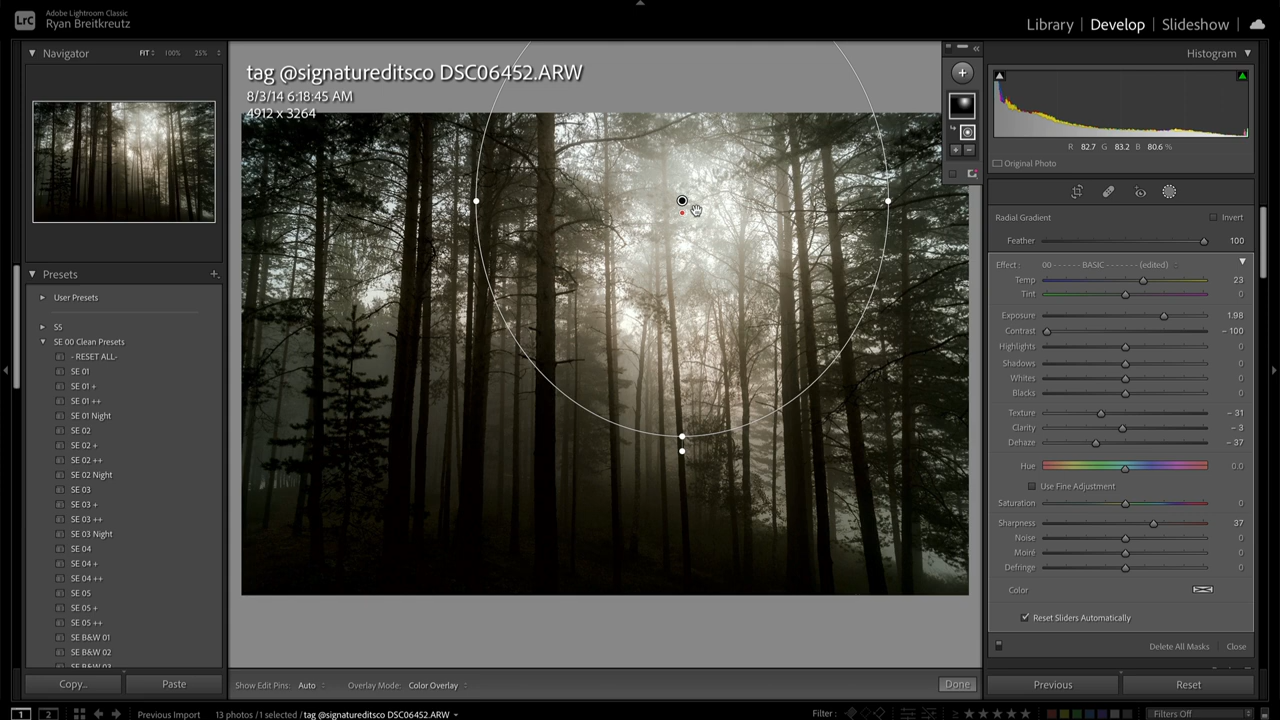 LrC
Adobe Lightroom Classic
Ryan Breitkreutz
Library | Develop | Slideshow
Navigator
FIT
100%
25%
Presets
User Presets
S5
SE 00 Clean Presets
- RESET ALL-
SE 01
SE 01 +
SE 01 ++
SE 01 Night
SE 02
SE 02 +
SE 02 ++
SE 02 Night
SE 03
SE 03 +
SE 03 ++
SE 03 Night
SE 04
SE 04 +
SE 04 ++
SE 05
SE 05 +
SE 05 ++
SE B&W 01
SE B&W 02
SE B&W 03
Copy...
Paste
tag @signatureditsco DSC06452.ARW
8/3/14 6:18:45 AM
4912 x 3264
Show Edit Pins: Auto
Overlay Mode: Color Overlay
Done
Histogram
R 82.7 G 83.2 B 80.6 %
Original Photo
Radial Gradient
Invert
Feather 100
Effect : 00 ------ BASIC ------- (edited)
Temp 23
Tint 0
Exposure 1.98
Contrast – 100
Highlights 0
Shadows 0
Whites 0
Blacks 0
Texture – 31
Clarity – 3
Dehaze – 37
Hue 0.0
Use Fine Adjustment
Saturation 0
Sharpness 37
Noise 0
Moiré 0
Defringe 0
Color
Reset Sliders Automatically
Delete All Masks
Close
Previous
Reset
1
2
Previous Import
13 photos / 1 selected / tag @signatureditsco DSC06452.ARW
Filter :
Filters Off